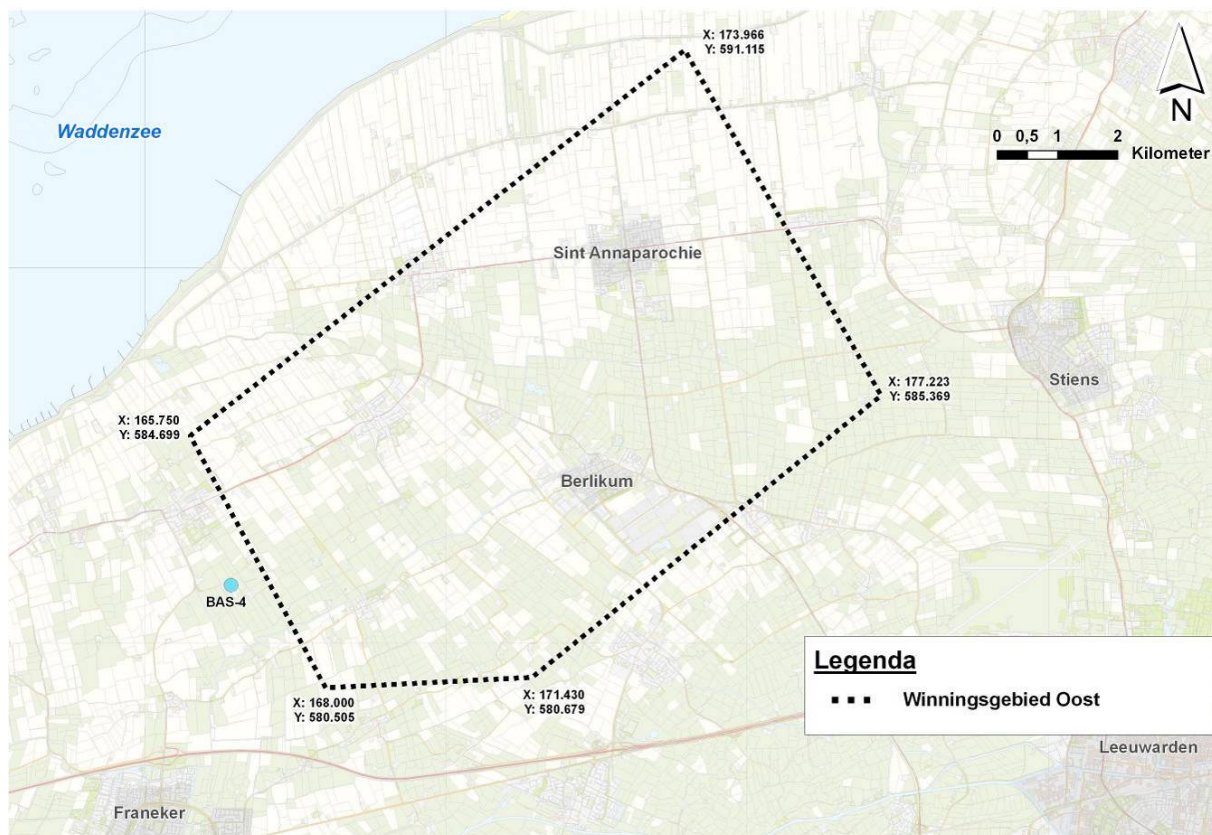 X: 173.966
Y: 591.115
N
Waddenzee
0 0,5 1 2
Kilometer
Sint Annaparochie
Stiens
X: 177.223
Y: 585.369
X: 165.750
Y: 584.699
Berlikum
BAS-4
X: 168.000
Y: 580.505
X: 171.430
Y: 580.679
Legenda
Winningsgebied Oost
Leeuwarden
Franeker